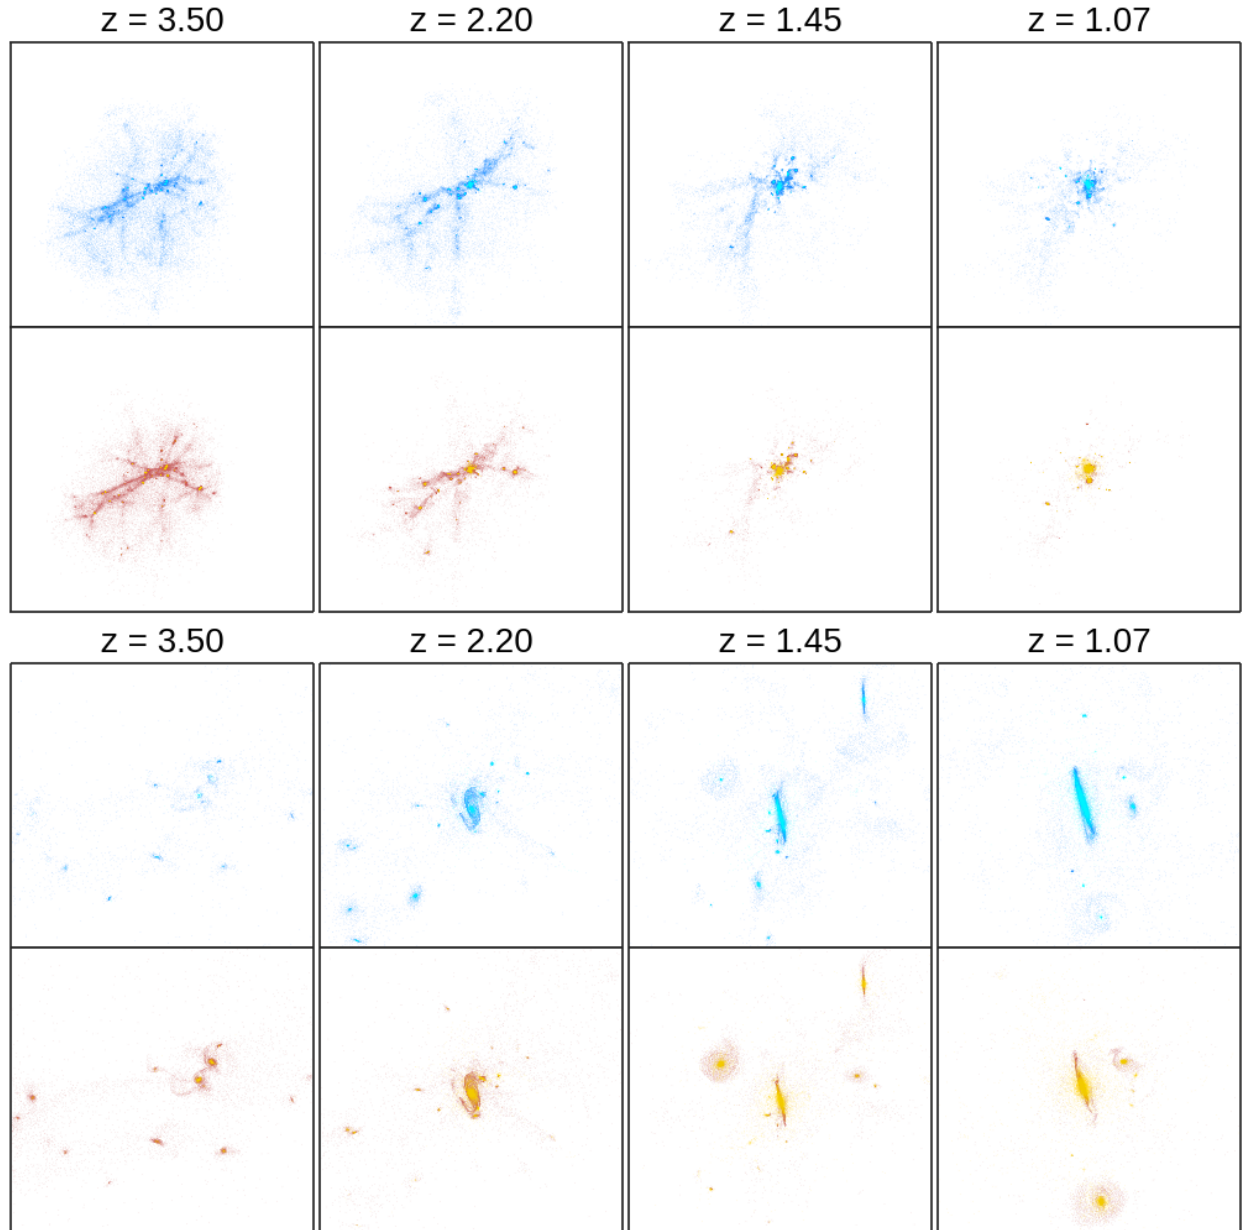 z = 3.50 z = 2.20 z = 1.45 z = 1.07
z = 3.50 z = 2.20 z = 1.45 z = 1.07